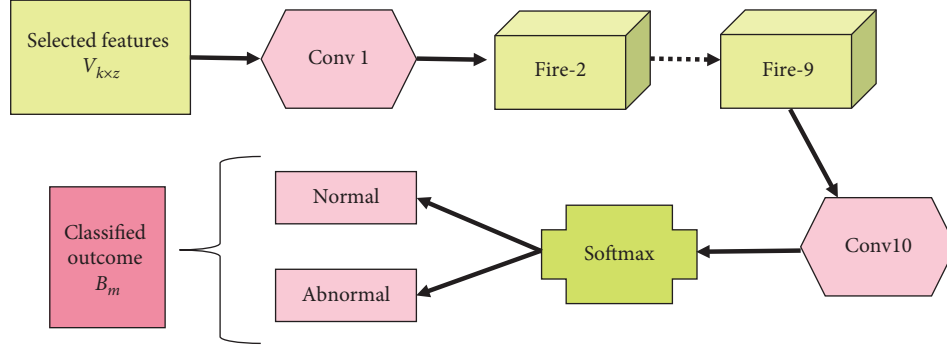 Selected features
V_{k×z}
Conv 1
Fire-2
Fire-9
Conv10
Softmax
Normal
Abnormal
Classified
outcome
B_m